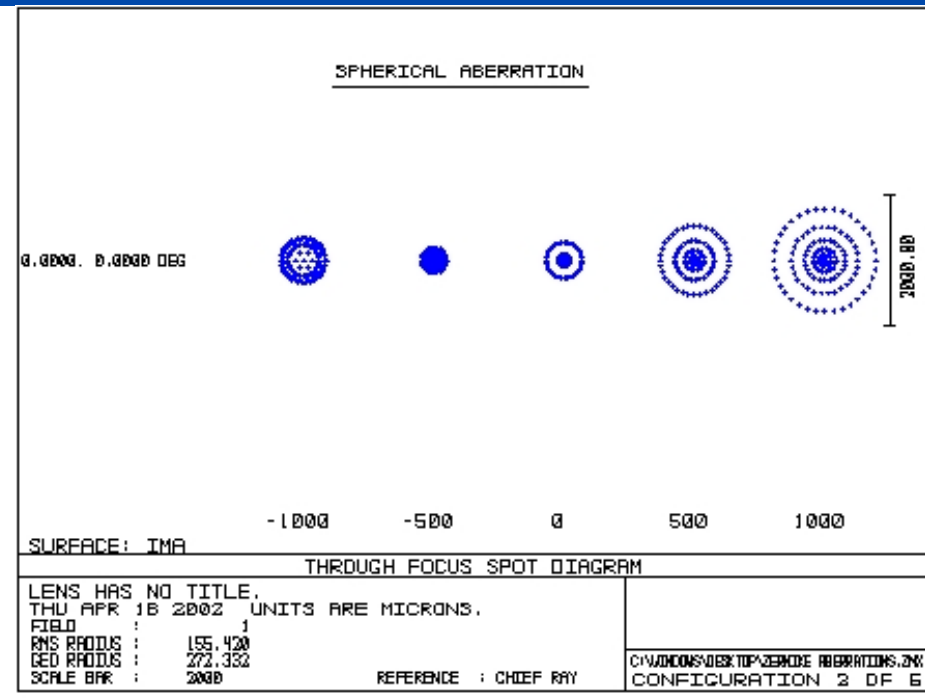 SPHERICAL ABERRATION
0.0000, 0.0000 DEG
2000.00
-1000 -500 0 500 1000
SURFACE: IMA
THROUGH FOCUS SPOT DIAGRAM
LENS HAS NO TITLE.
THU APR 18 2002 UNITS ARE MICRONS.
FIELD : 1
RMS RADIUS : 155.420
GEO RADIUS : 272.332
SCALE BAR : 2000 REFERENCE : CHIEF RAY
C:\WINDOWS\DESKTOP\ZERNIKE ABERRATIONS.ZMX
CONFIGURATION 2 OF 6